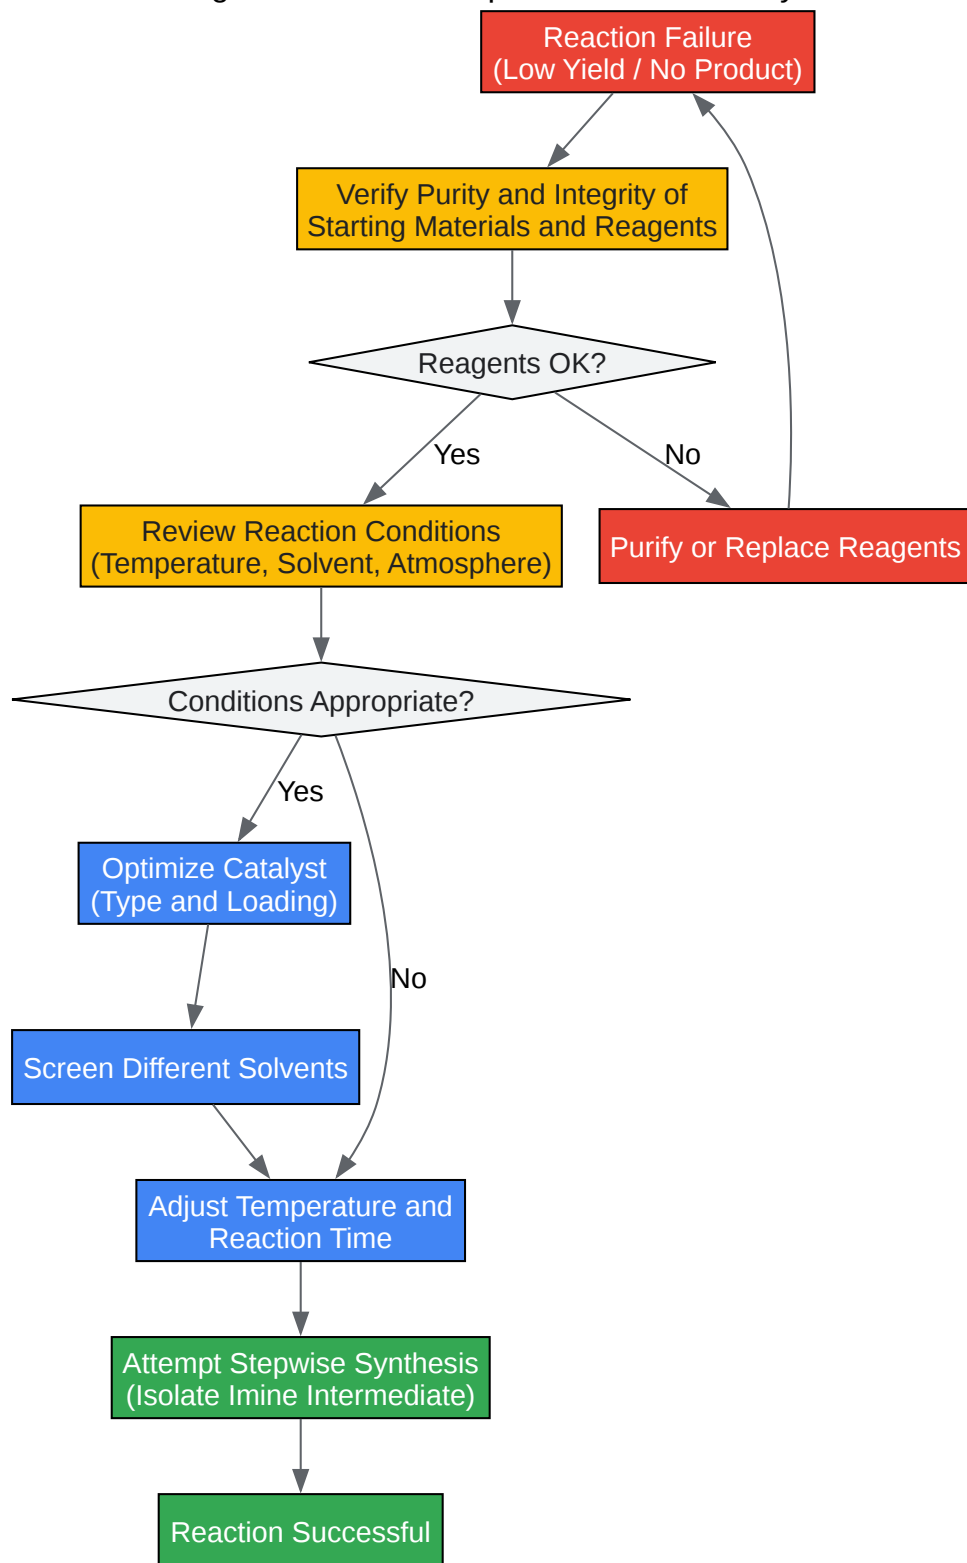 Reaction Failure
(Low Yield / No Product)
Verify Purity and Integrity of
Starting Materials and Reagents
Reagents OK?
Yes
No
Review Reaction Conditions
(Temperature, Solvent, Atmosphere)
Purify or Replace Reagents
Conditions Appropriate?
Yes
Optimize Catalyst
(Type and Loading)
No
Screen Different Solvents
Adjust Temperature and
Reaction Time
Attempt Stepwise Synthesis
(Isolate Imine Intermediate)
Reaction Successful